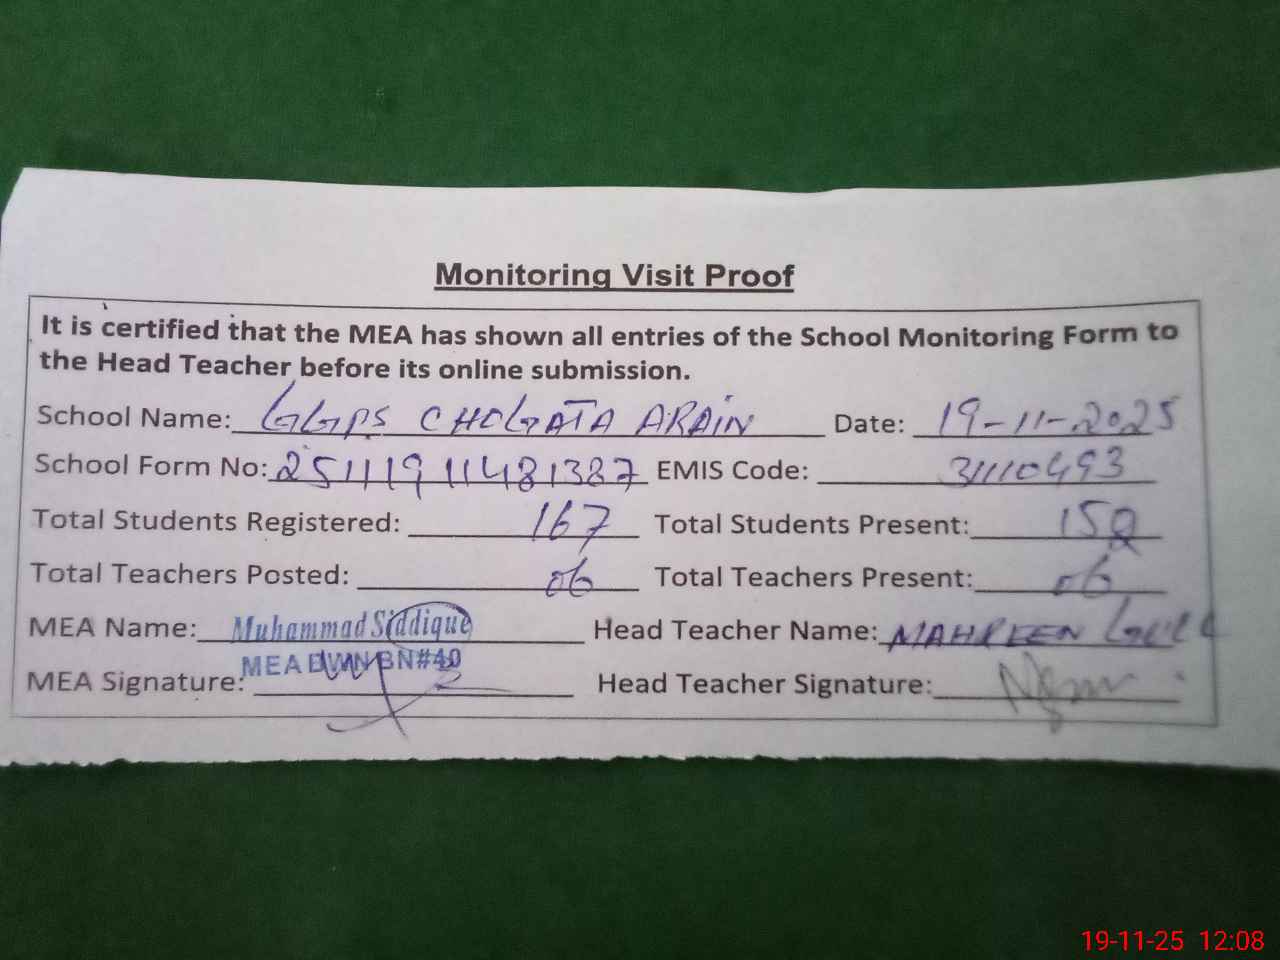 Monitoring Visit Proof
It is certified that the MEA has shown all entries of the School Monitoring Form to
the Head Teacher before its online submission.
School Name: GGPS CHOGATA ARAIN Date: 19-11-2025
School Form No: 25111911481387 EMIS Code: 31110493
Total Students Registered: 167 Total Students Present: 158
Total Teachers Posted: 06 Total Teachers Present: 06
MEA Name: Muhammad Siddique Head Teacher Name: MAHREEN
MEA BWN BN#40
MEA Signature: Head Teacher Signature:
19-11-25 12:08